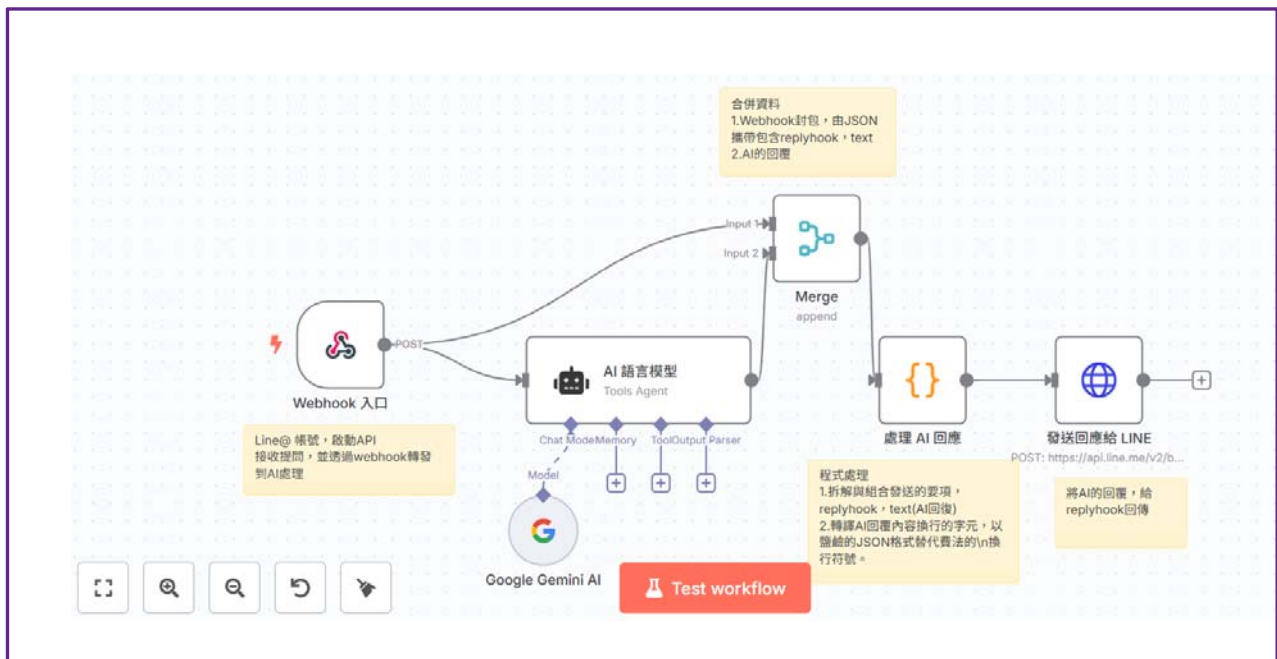 合併資料
1.Webhook封包，由JSON
攜帶包含replyhook，text
2.AI的回覆
Input 1
Input 2
Merge
append
POST
Webhook 入口
Line@ 帳號，啟動API
接收提問，並透過webhook轉發
到AI處理
AI 語言模型
Tools Agent
Chat Model
Memory
Tool
Output Parser
Model
Google Gemini AI
處理 AI 回應
程式處理
1.拆解與組合發送的要項，
replyhook，text(AI回復)
2.轉譯AI回覆內容換行的字元，以
鹽鹼的JSON格式替代費法的\n換
行符號。
發送回應給 LINE
POST: https://api.line.me/v2/b...
將AI的回覆，給
replyhook回傳
Test workflow